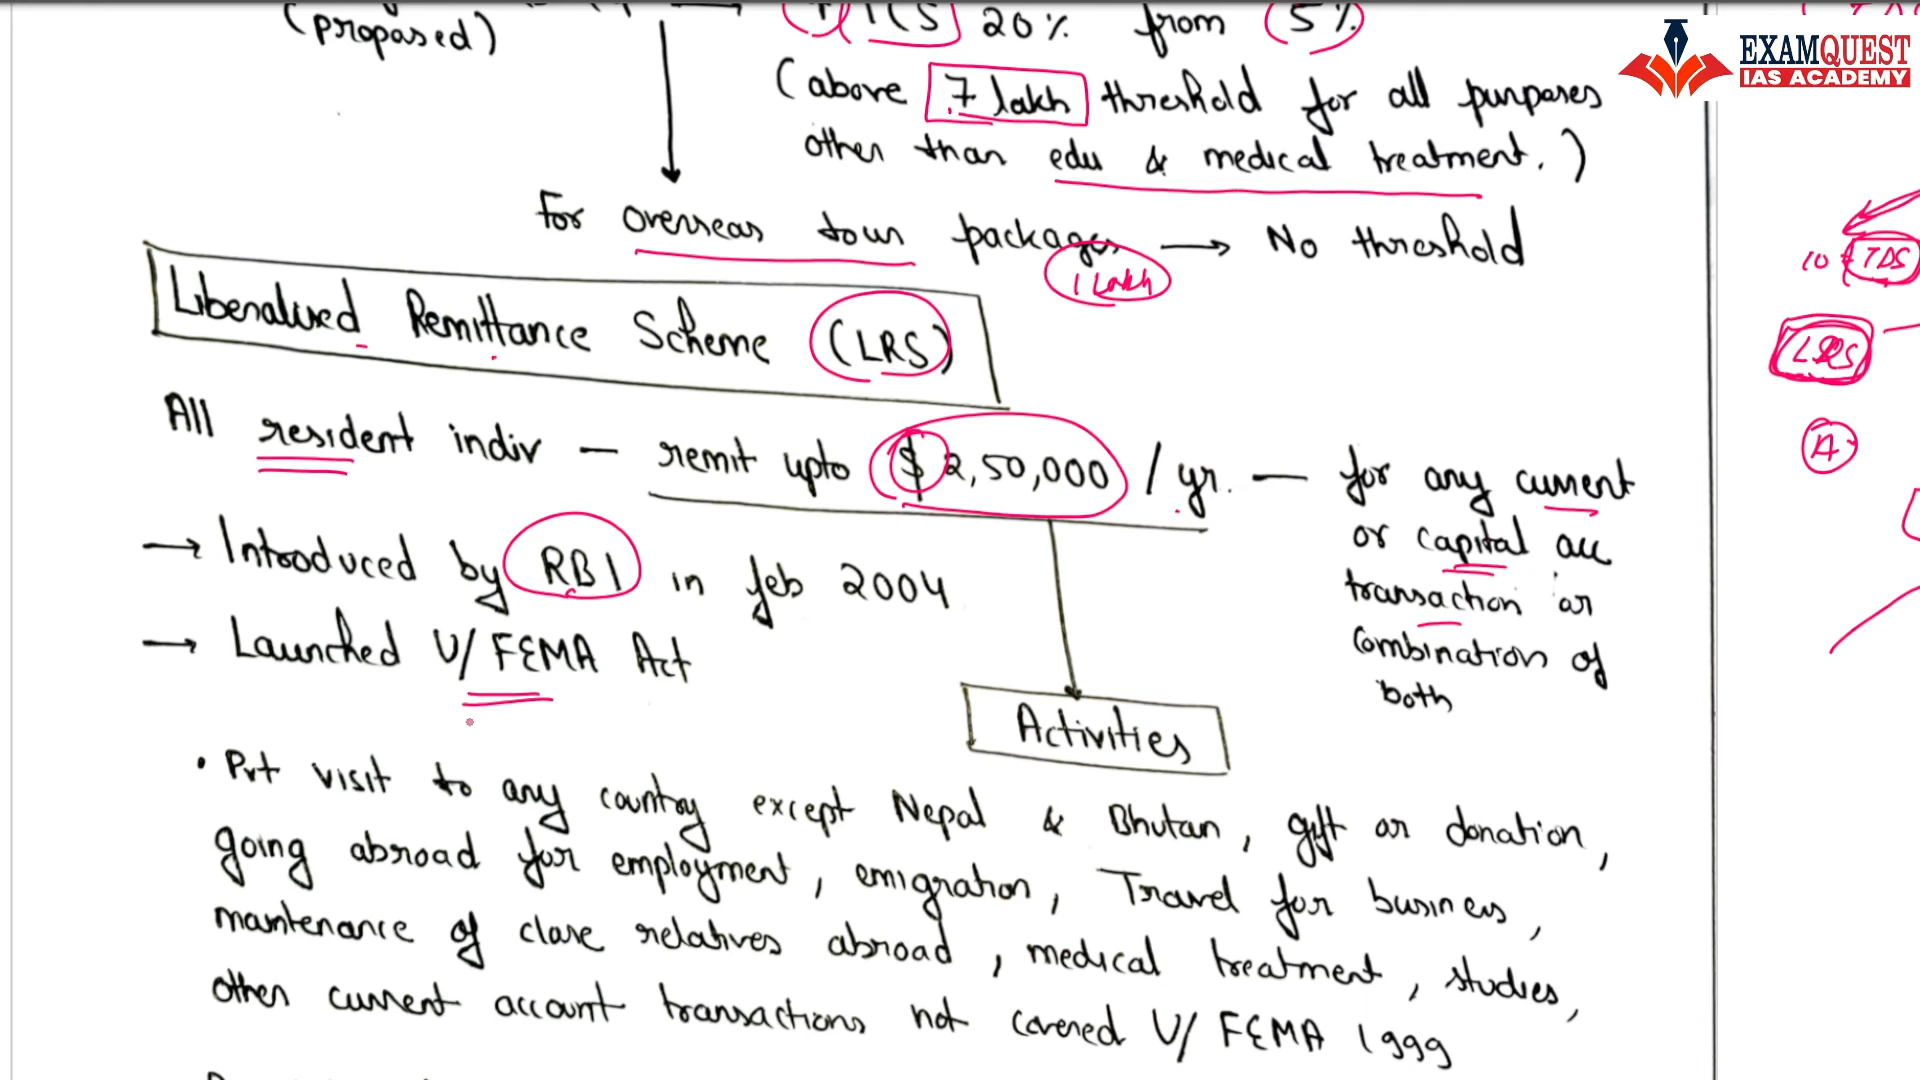 (proposed)
TCS 20% from 5%
(above 7 lakh threshold for all purposes
other than edu & medical treatment.)
For overseas tour packages → No threshold
1 Lakh
Liberalised Remittance Scheme (LRS)
All resident indiv — remit upto $ 2,50,000 / yr. — for any current
or capital acc
transaction or
combination of
both
→ Introduced by RBI in feb 2004
→ Launched U/ FEMA Act
Activities
• Pvt visit to any country except Nepal & Bhutan, gift or donation,
going abroad for employment, emigration, Travel for business,
maintenance of close relatives abroad, medical treatment, studies,
other current account transactions not covered U/ FEMA 1999
EXAMQUEST
IAS ACADEMY
10 TDS
LRS
A